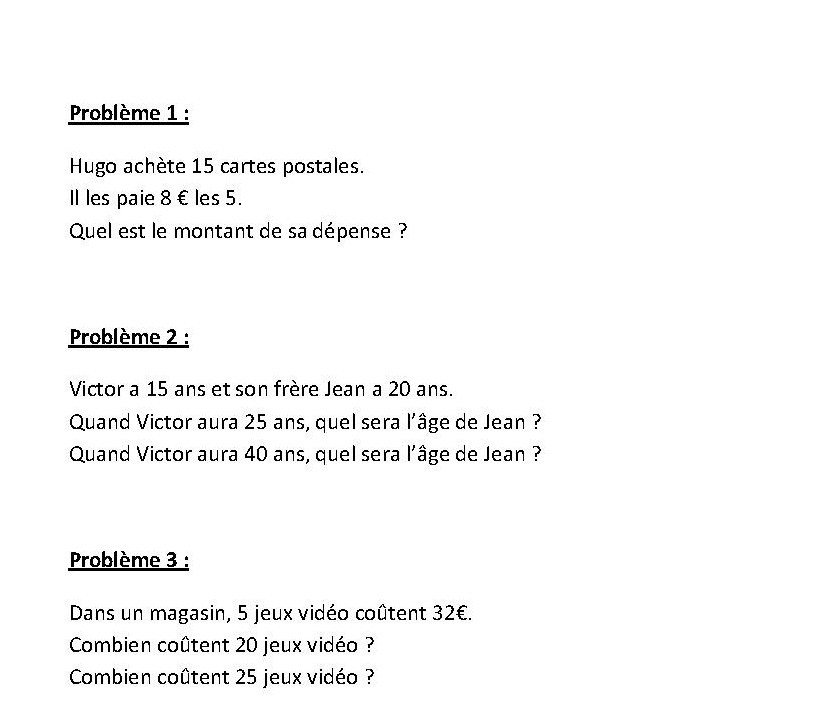 Problème 1 :
Hugo achète 15 cartes postales.
Il les paie 8 € les 5.
Quel est le montant de sa dépense ?
Problème 2 :
Victor a 15 ans et son frère Jean a 20 ans.
Quand Victor aura 25 ans, quel sera l’âge de Jean ?
Quand Victor aura 40 ans, quel sera l’âge de Jean ?
Problème 3 :
Dans un magasin, 5 jeux vidéo coûtent 32€.
Combien coûtent 20 jeux vidéo ?
Combien coûtent 25 jeux vidéo ?